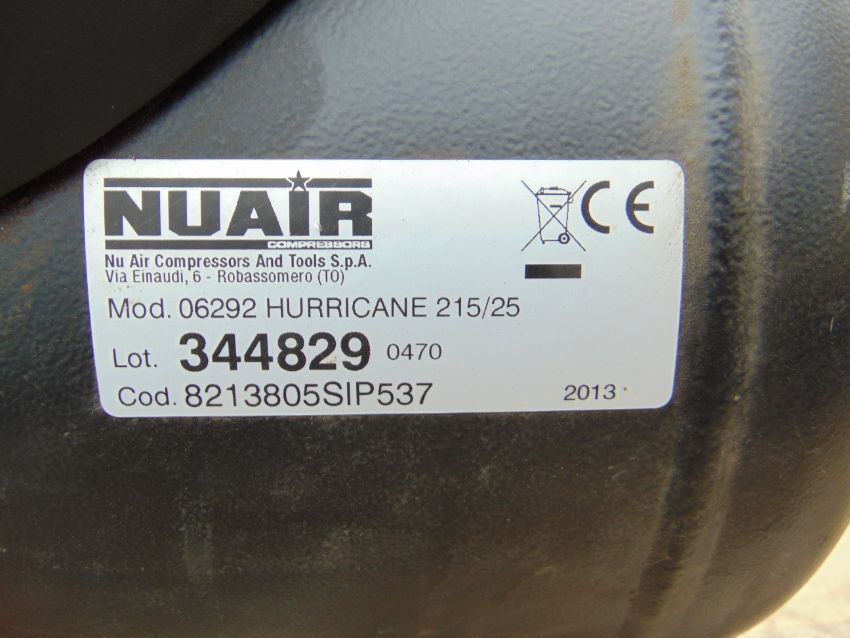 NUAIR
COMPRESSORS
Nu Air Compressors And Tools S.p.A.
Via Einaudi, 6 - Robassomero (TO)
CE
Mod. 06292 HURRICANE 215/25
Lot. 344829 0470
Cod. 8213805SIP537
2013